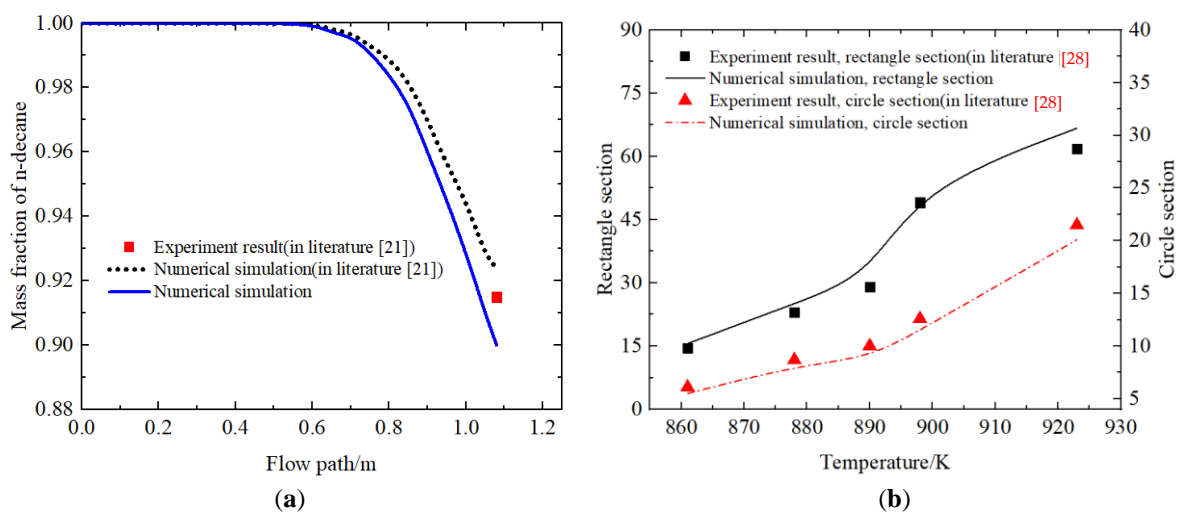 1.00
0.98
0.96
0.94
0.92
0.90
0.88
Mass fraction of n-decane
Experiment result(in literature [21])
Numerical simulation(in literature [21])
Numerical simulation
0.0 0.2 0.4 0.6 0.8 1.0 1.2
Flow path/m
(a)
90
75
60
45
30
15
0
Rectangle section
Experiment result, rectangle section(in literature [28]
Numerical simulation, rectangle section
Experiment result, circle section(in literature [28]
Numerical simulation, circle section
40
35
30
25
20
15
10
5
Circle section
860 870 880 890 900 910 920 930
Temperature/K
(b)